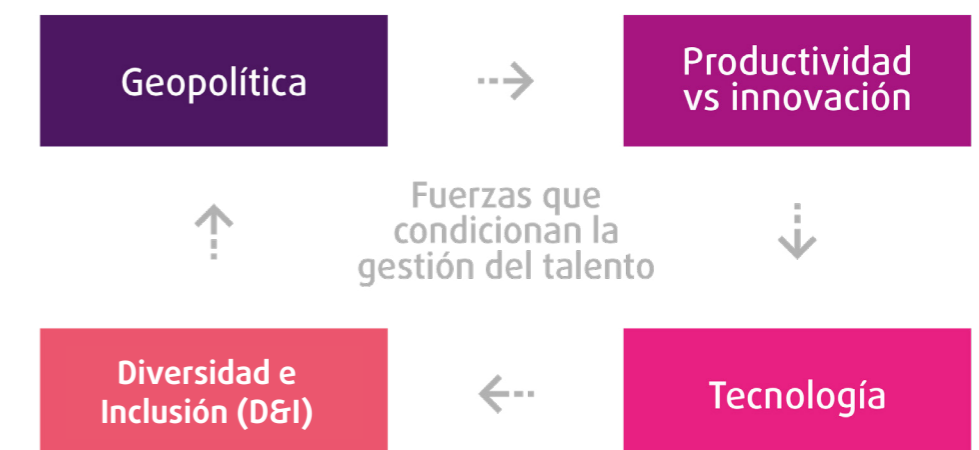 Geopolítica
Productividad
vs innovación
Fuerzas que
condicionan la
gestión del talento
Diversidad e
Inclusión (D&I)
Tecnología